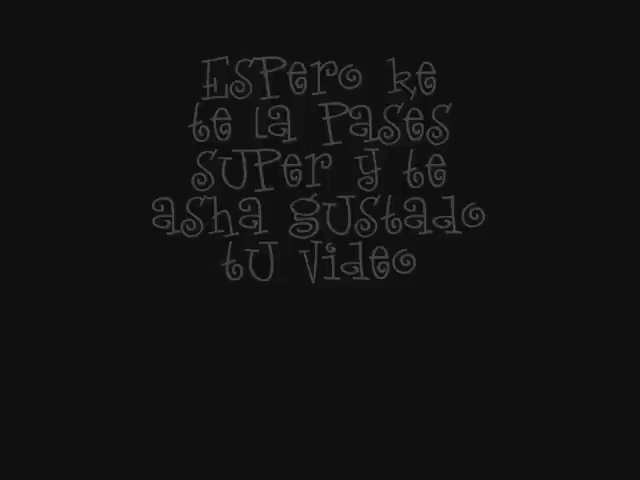 Espero ke
te la pases
super y te
asha gustado
tu video